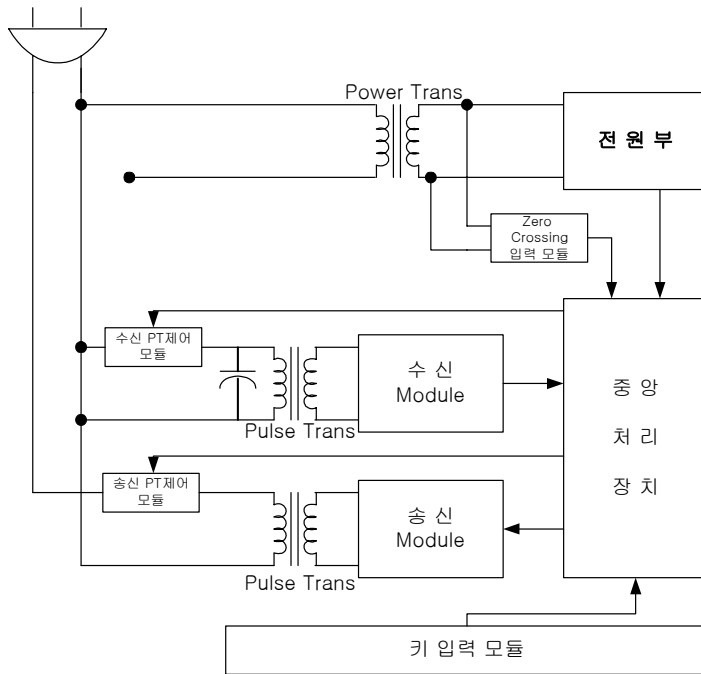 Power Trans
전 원 부
Zero
Crossing
입력 모듈
수신 PT제어
모듈
수 신
Module
Pulse Trans
중 앙
처 리
장 치
송신 PT제어
모듈
송 신
Module
Pulse Trans
키 입력 모듈